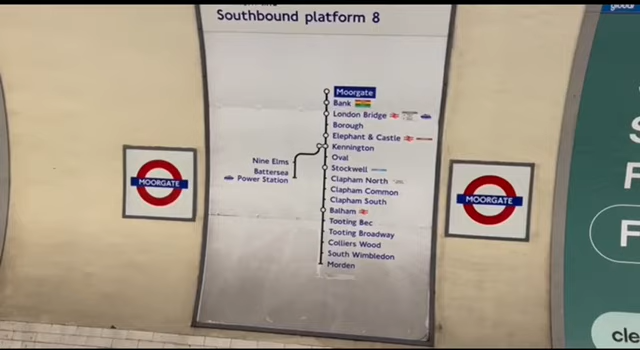 Southbound platform 8
Moorgate
Bank
London Bridge
Borough
Elephant & Castle
Kennington
Oval
Nine Elms
Stockwell
Battersea
Power Station
Clapham North
Clapham Common
Clapham South
Balham
Tooting Bec
Tooting Broadway
Colliers Wood
South Wimbledon
Morden
MOORGATE
MOORGATE
S
F
F
cle